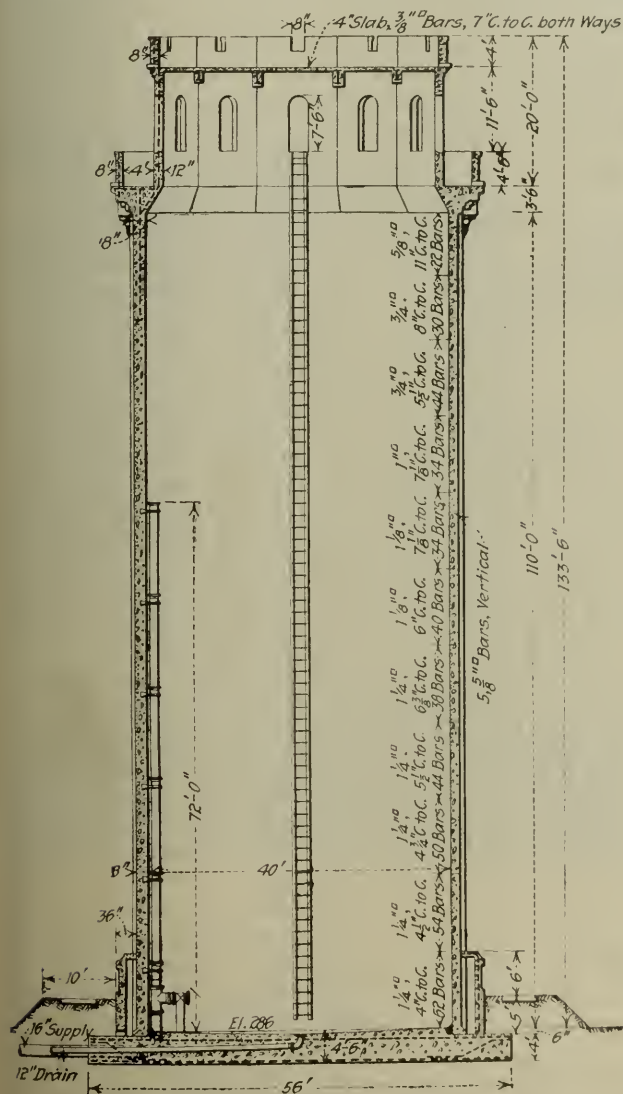 8"
4" Slab, 3/8"□ Bars, 7" C. to C. both Ways
8"
4'
7'-6"
11'-6"
20'-0"
8"
4'
12"
4'-6"
3'-6"
18"
5/8"□, 11" C. to C. 22 Bars
3/4"□, 8" C. to C. 30 Bars
3/4"□, 5 1/2" C. to C. 44 Bars
1"□, 7 1/8" C. to C. 34 Bars
1 1/8"□, 7 1/8" C. to C. 34 Bars
1 1/8"□, 6" C. to C. 40 Bars
1 1/4"□, 6 3/8" C. to C. 38 Bars
1 1/4"□, 5 1/2" C. to C. 44 Bars
1 1/4"□, 4 1/4" C. to C. 50 Bars
1 1/4"□, 4 1/2" C. to C. 54 Bars
1 1/4"□, 4" C. to C. 62 Bars
5, 5/8"□ Bars, Vertical
110'-0"
133'-6"
72'-0"
40'
36"
10'
6'
5'
16" Supply
El. 286
4'-6"
4'
6"
12" Drain
56'